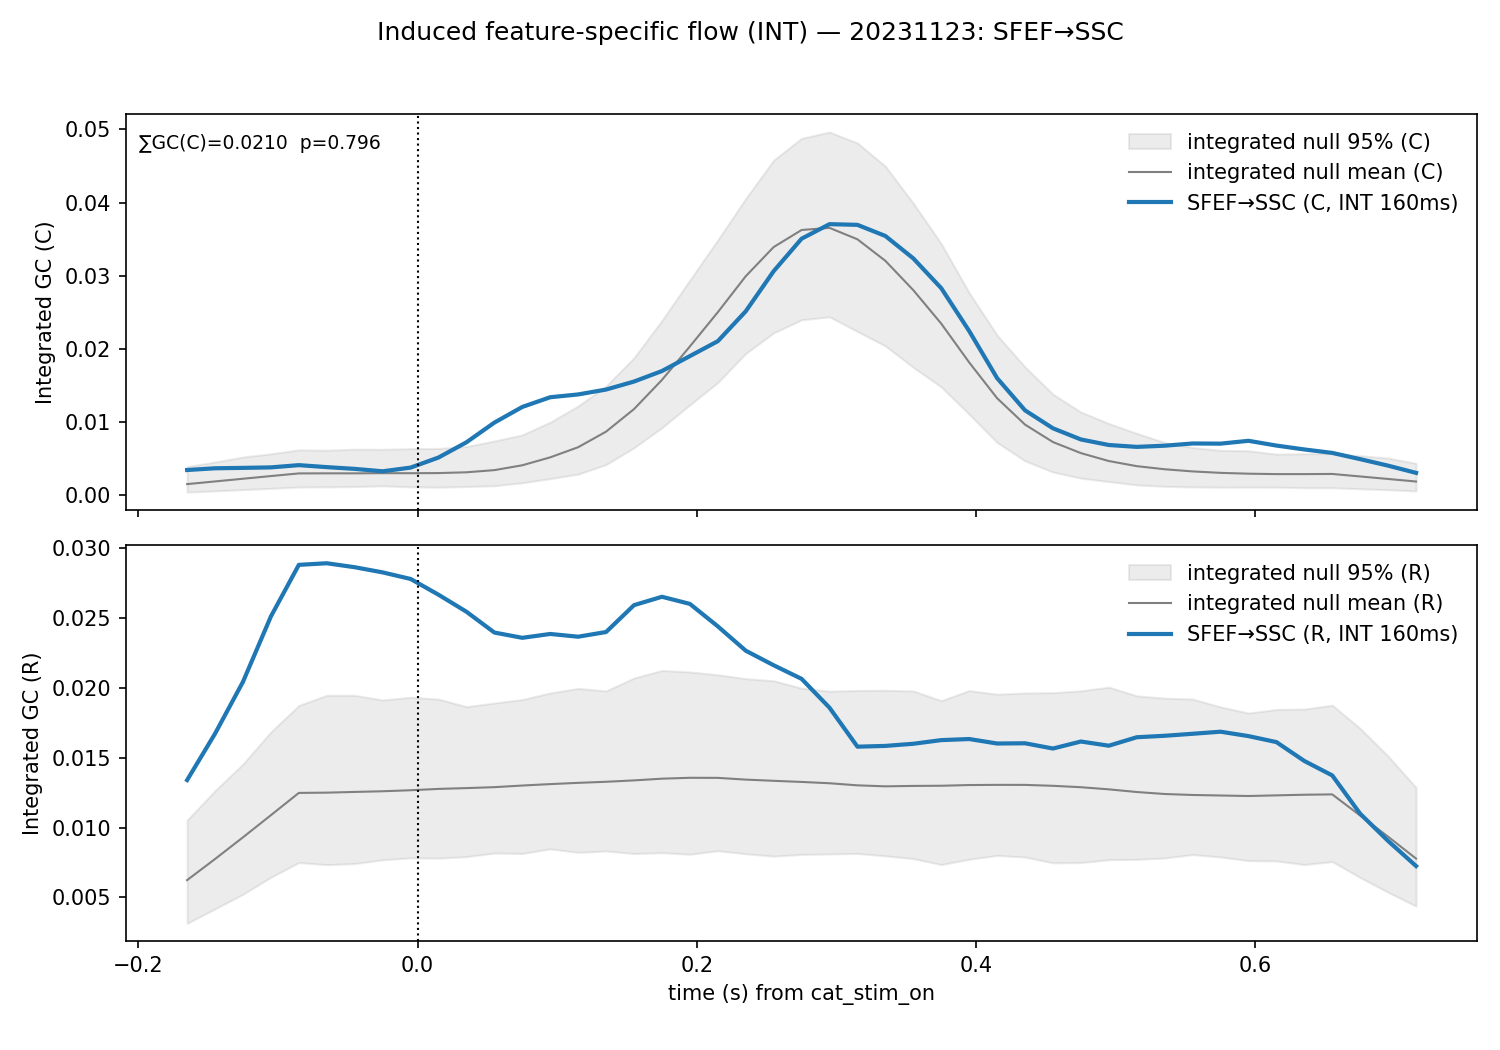 Induced feature-specific flow (INT) — 20231123: SFEF→SSC
∑GC(C)=0.0210 p=0.796
integrated null 95% (C)
integrated null mean (C)
SFEF→SSC (C, INT 160ms)
Integrated GC (C)
0.05
0.04
0.03
0.02
0.01
0.00
integrated null 95% (R)
integrated null mean (R)
SFEF→SSC (R, INT 160ms)
Integrated GC (R)
0.030
0.025
0.020
0.015
0.010
0.005
−0.2 0.0 0.2 0.4 0.6
time (s) from cat_stim_on